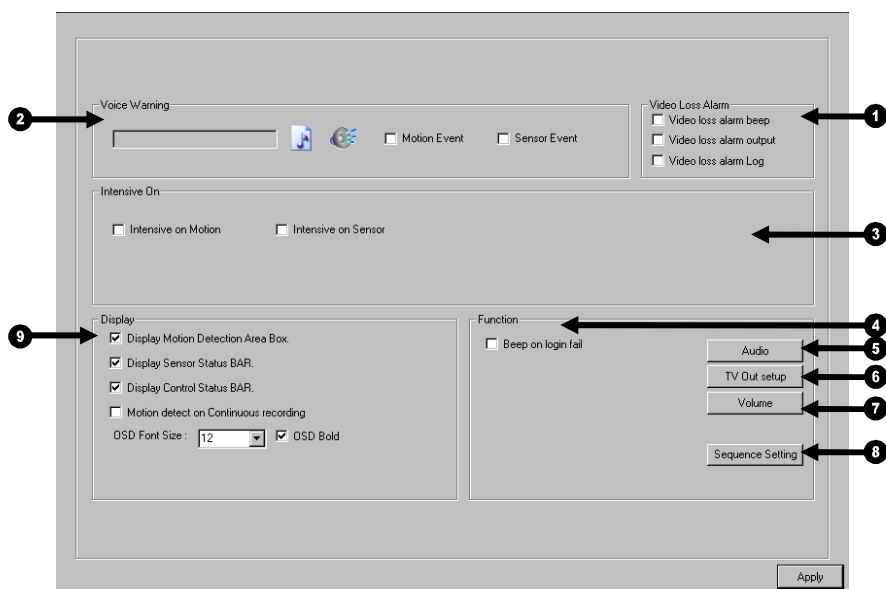 Voice Warning
Video Loss Alarm
1
Video loss alarm beep
2
Motion Event
Sensor Event
Video loss alarm output
Video loss alarm Log
Intensive On
Intensive on Motion
Intensive on Sensor
3
Display
Function
4
9
Display Motion Detection Area Box.
Beep on login fail
Audio
5
Display Sensor Status BAR.
TV Out setup
6
Display Control Status BAR.
Volume
7
Motion detect on Continuous recording
OSD Font Size :
12
OSD Bold
Sequence Setting
8
Apply